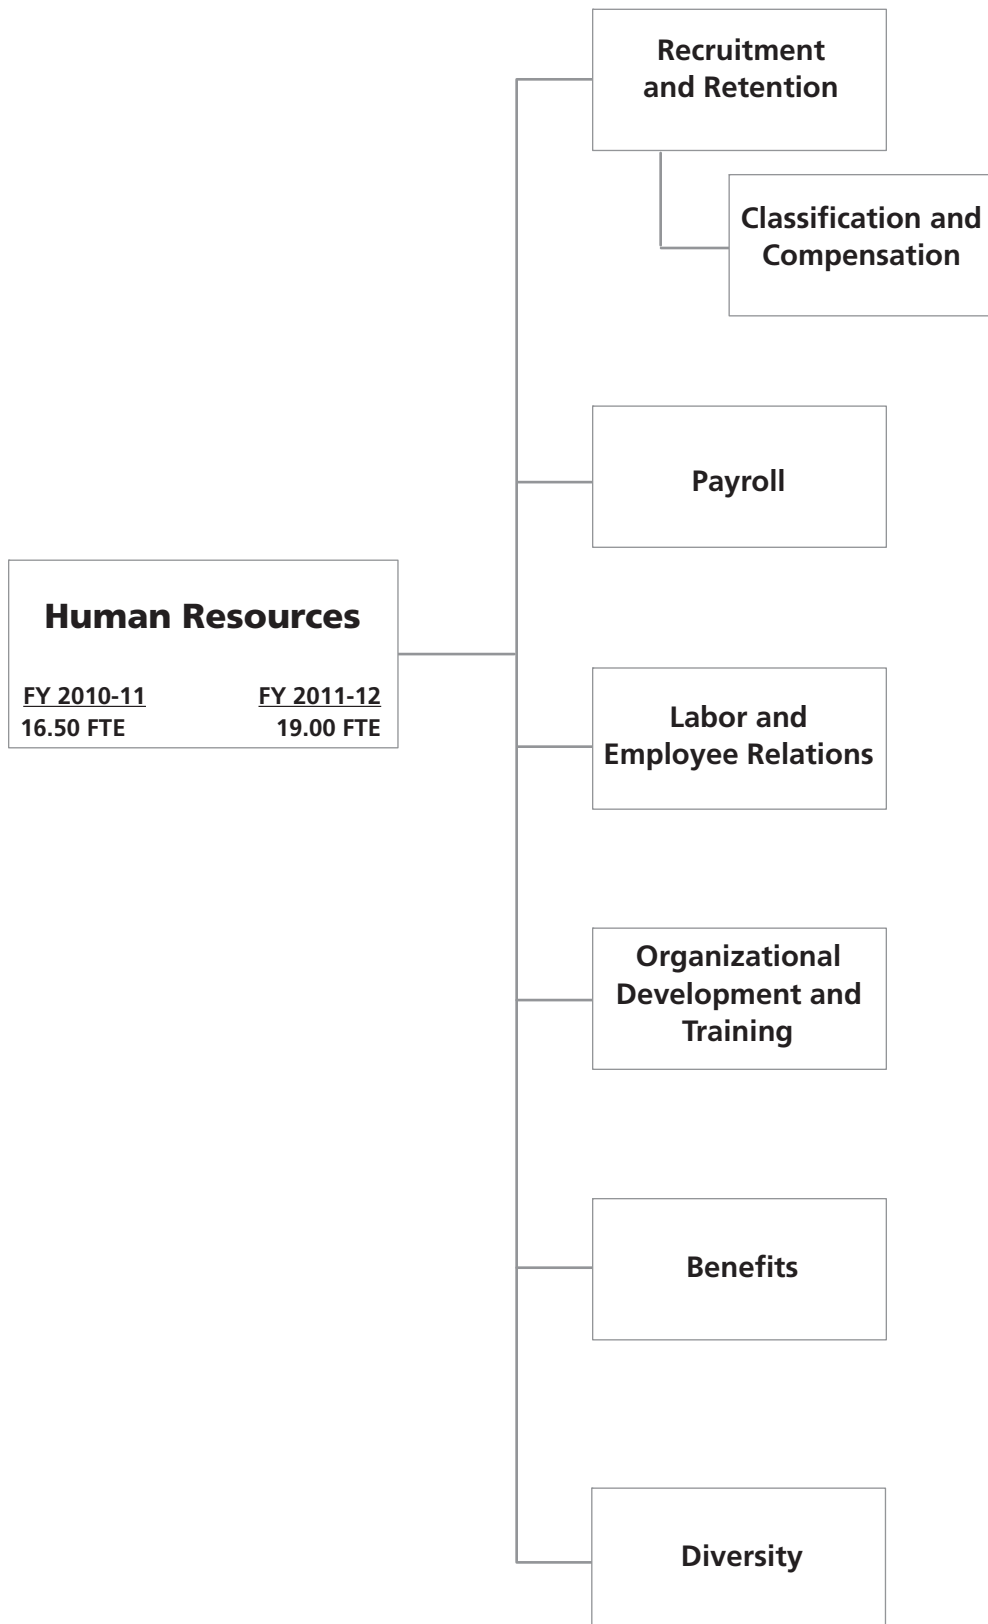 Recruitment
and Retention
Classification and
Compensation
Payroll
Human Resources
FY 2010-11 FY 2011-12
16.50 FTE 19.00 FTE
Labor and
Employee Relations
Organizational
Development and
Training
Benefits
Diversity